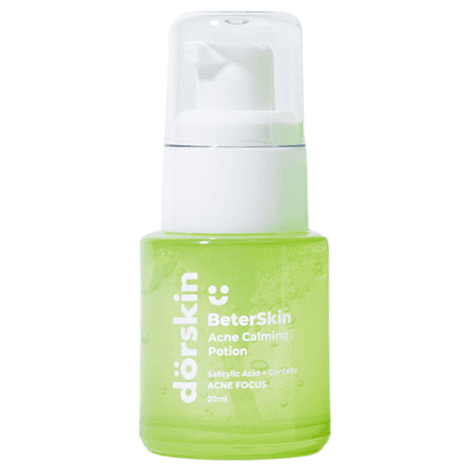 dörskin
BeterSkin
Acne Calming
Potion
Salicylic Acid + Centella
ACNE FOCUS
20ml